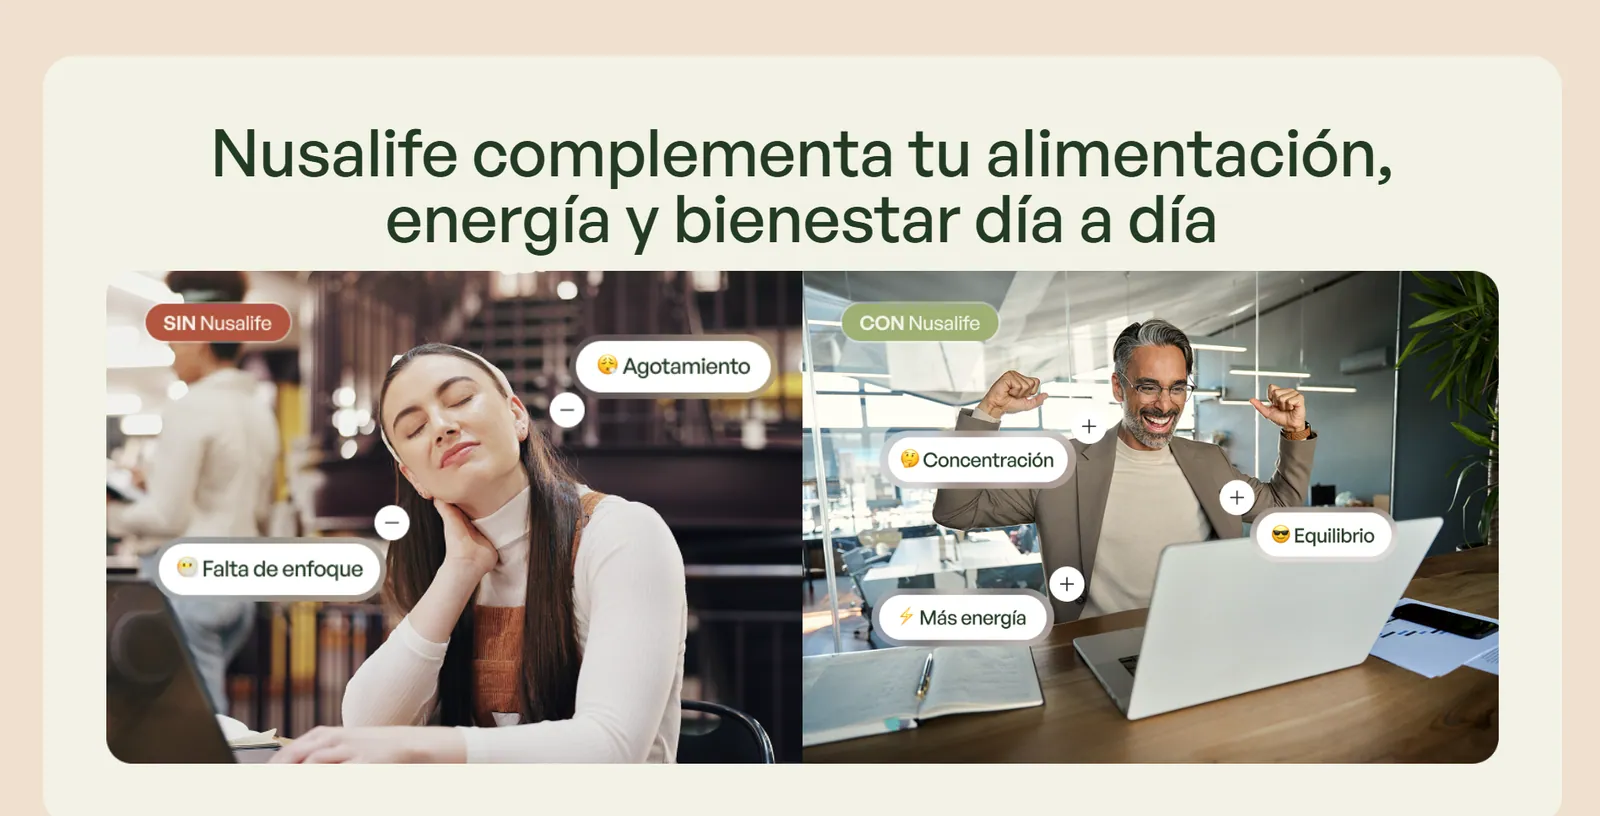 Nusalife complementa tu alimentación,
energía y bienestar día a día
SIN Nusalife
😮‍💨 Agotamiento
😶 Falta de enfoque
CON Nusalife
🤔 Concentración
😎 Equilibrio
⚡ Más energía